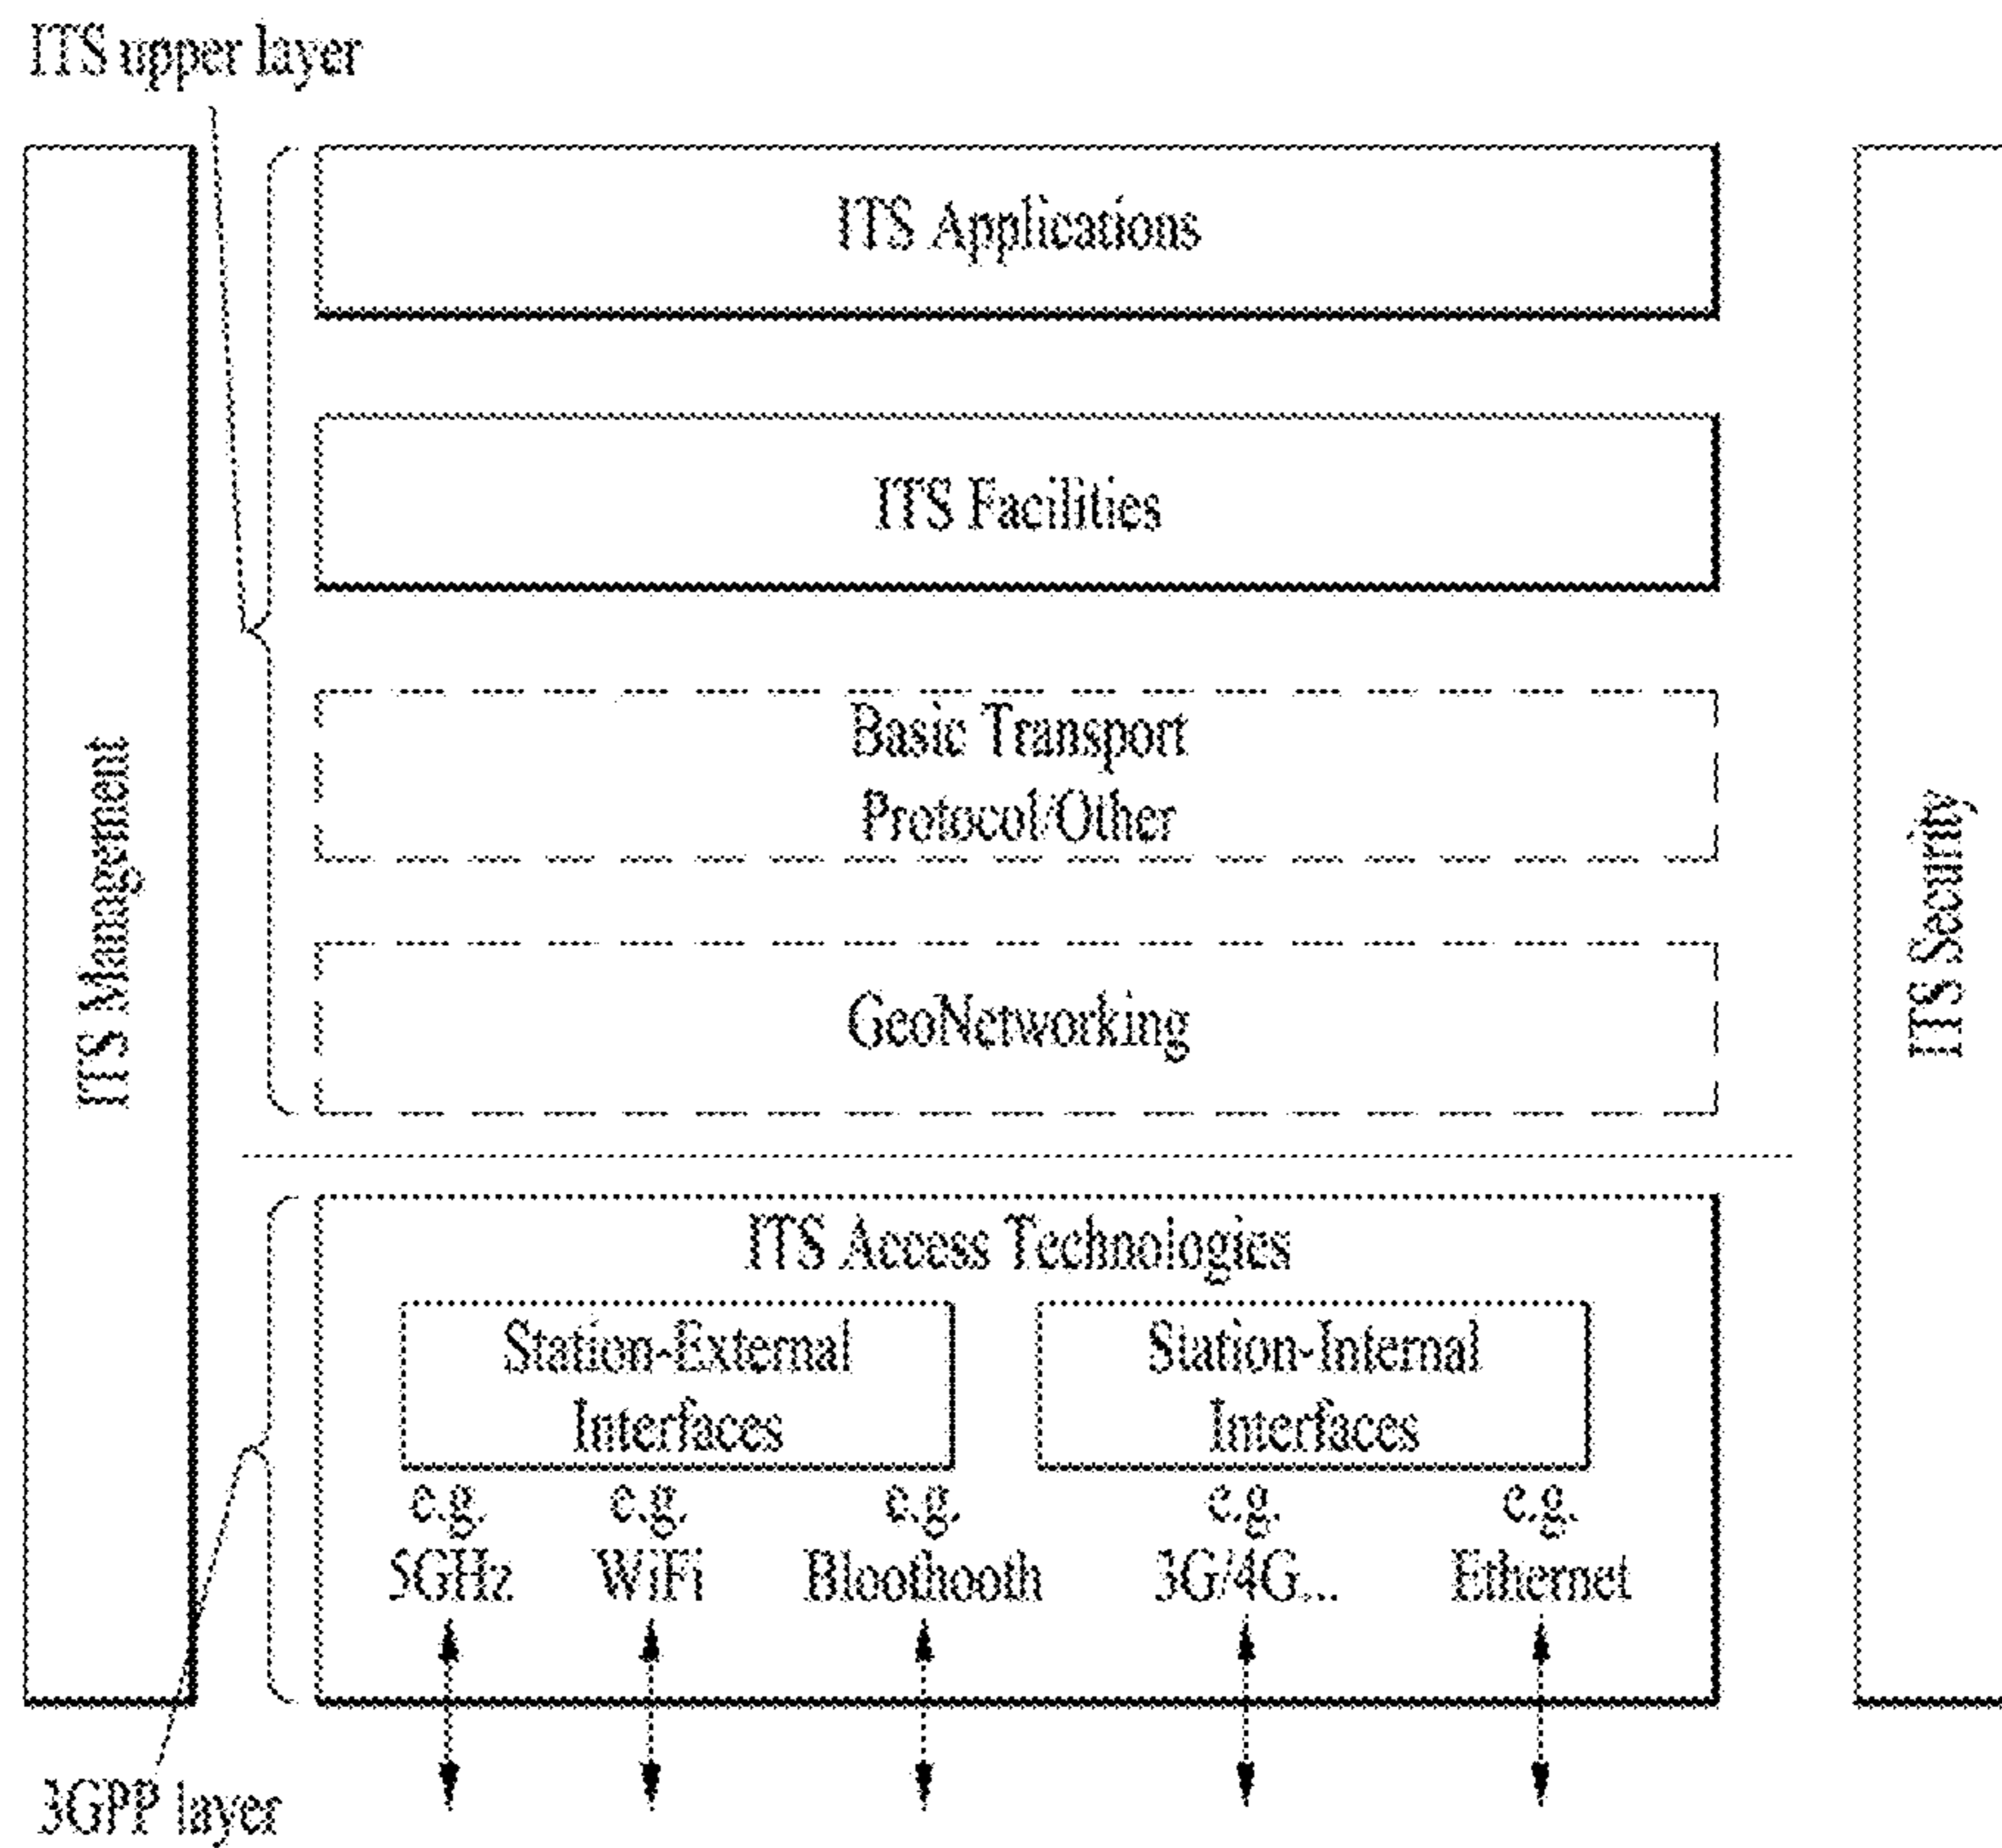 ITS upper layer
ITS Management
ITS Applications
ITS Facilities
Basic Transport
Protocol/Other
GeoNetworking
ITS Access Technologies
Station-External
Interfaces
Station-Internal
Interfaces
e.g. e.g. e.g. e.g. e.g.
5GHz WiFi Bloothooth 3G/4G... Ethernet
ITS Security
3GPP layer